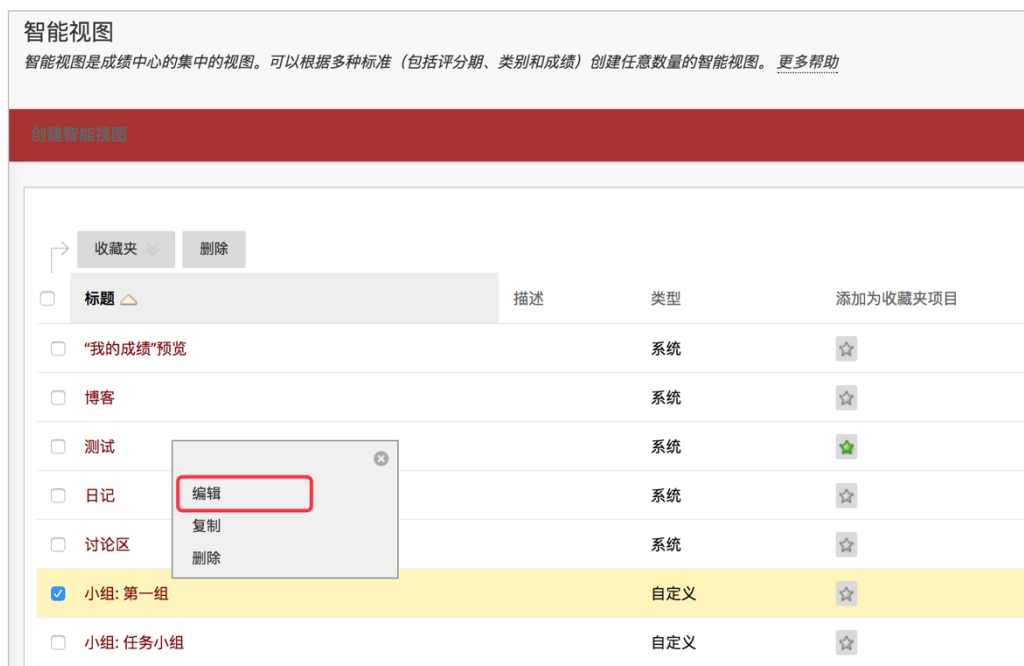 智能视图
智能视图是成绩中心的集中的视图。可以根据多种标准（包括评分期、类别和成绩）创建任意数量的智能视图。 更多帮助
创建智能视图
收藏夹 删除
标题 描述 类型 添加为收藏夹项目
“我的成绩”预览 系统
博客 系统
测试 系统
编辑
复制
删除
日记 系统
讨论区 系统
小组: 第一组 自定义
小组: 任务小组 自定义